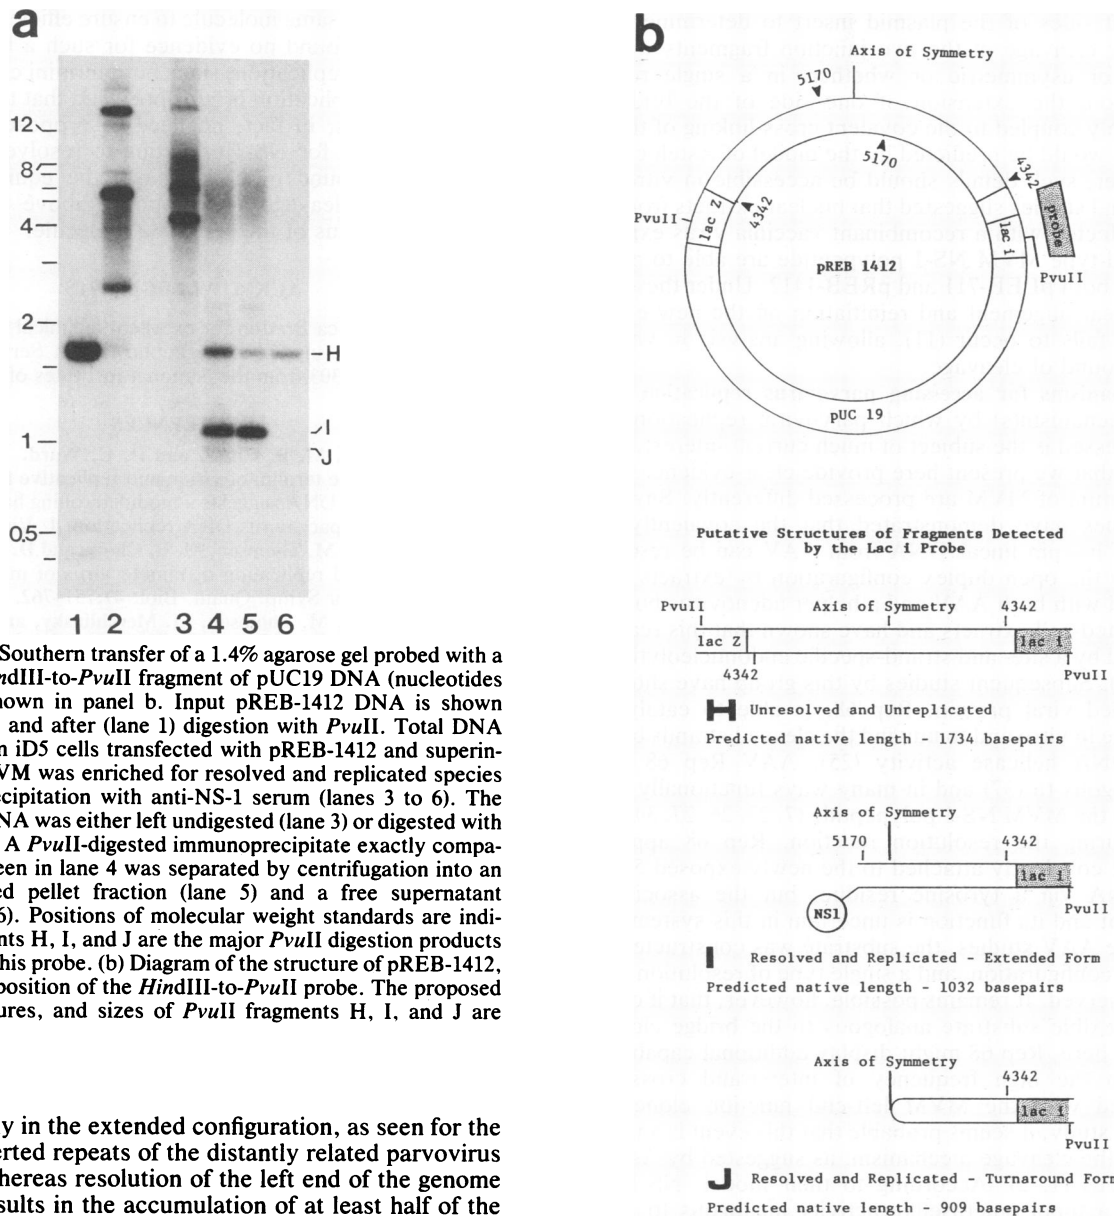 a
12
8
4
2
1
0.5
H
I
J
1 2 3 4 5 6
Southern transfer of a 1.4% agarose gel probed with a
ndIII-to-PvuII fragment of pUC19 DNA (nucleotides
nown in panel b. Input pREB-1412 DNA is shown
and after (lane 1) digestion with PvuII. Total DNA
n iD5 cells transfected with pREB-1412 and superin-
VM was enriched for resolved and replicated species
ecipitation with anti-NS-1 serum (lanes 3 to 6). The
NA was either left undigested (lane 3) or digested with
A PvuII-digested immunoprecipitate exactly compa-
een in lane 4 was separated by centrifugation into an
ed pellet fraction (lane 5) and a free supernatant
6). Positions of molecular weight standards are indi-
nts H, I, and J are the major PvuII digestion products
his probe. (b) Diagram of the structure of pREB-1412,
position of the HindIII-to-PvuII probe. The proposed
ures, and sizes of PvuII fragments H, I, and J are
y in the extended configuration, as seen for the
erted repeats of the distantly related parvovirus
hereas resolution of the left end of the genome
sults in the accumulation of at least half of the
b
Axis of Symmetry
5170
5170
4342
4342
PvuII
lac Z
lac i
probe
PvuII
pREB 1412
pUC 19
Putative Structures of Fragments Detected
by the Lac i Probe
PvuII Axis of Symmetry 4342
lac Z lac i
4342 PvuII
H Unresolved and Unreplicated
Predicted native length - 1734 basepairs
Axis of Symmetry
5170 4342
lac i
NS1 PvuII
I Resolved and Replicated - Extended Form
Predicted native length - 1032 basepairs
Axis of Symmetry
4342
lac i
PvuII
J Resolved and Replicated - Turnaround Form
Predicted native length - 909 basepairs